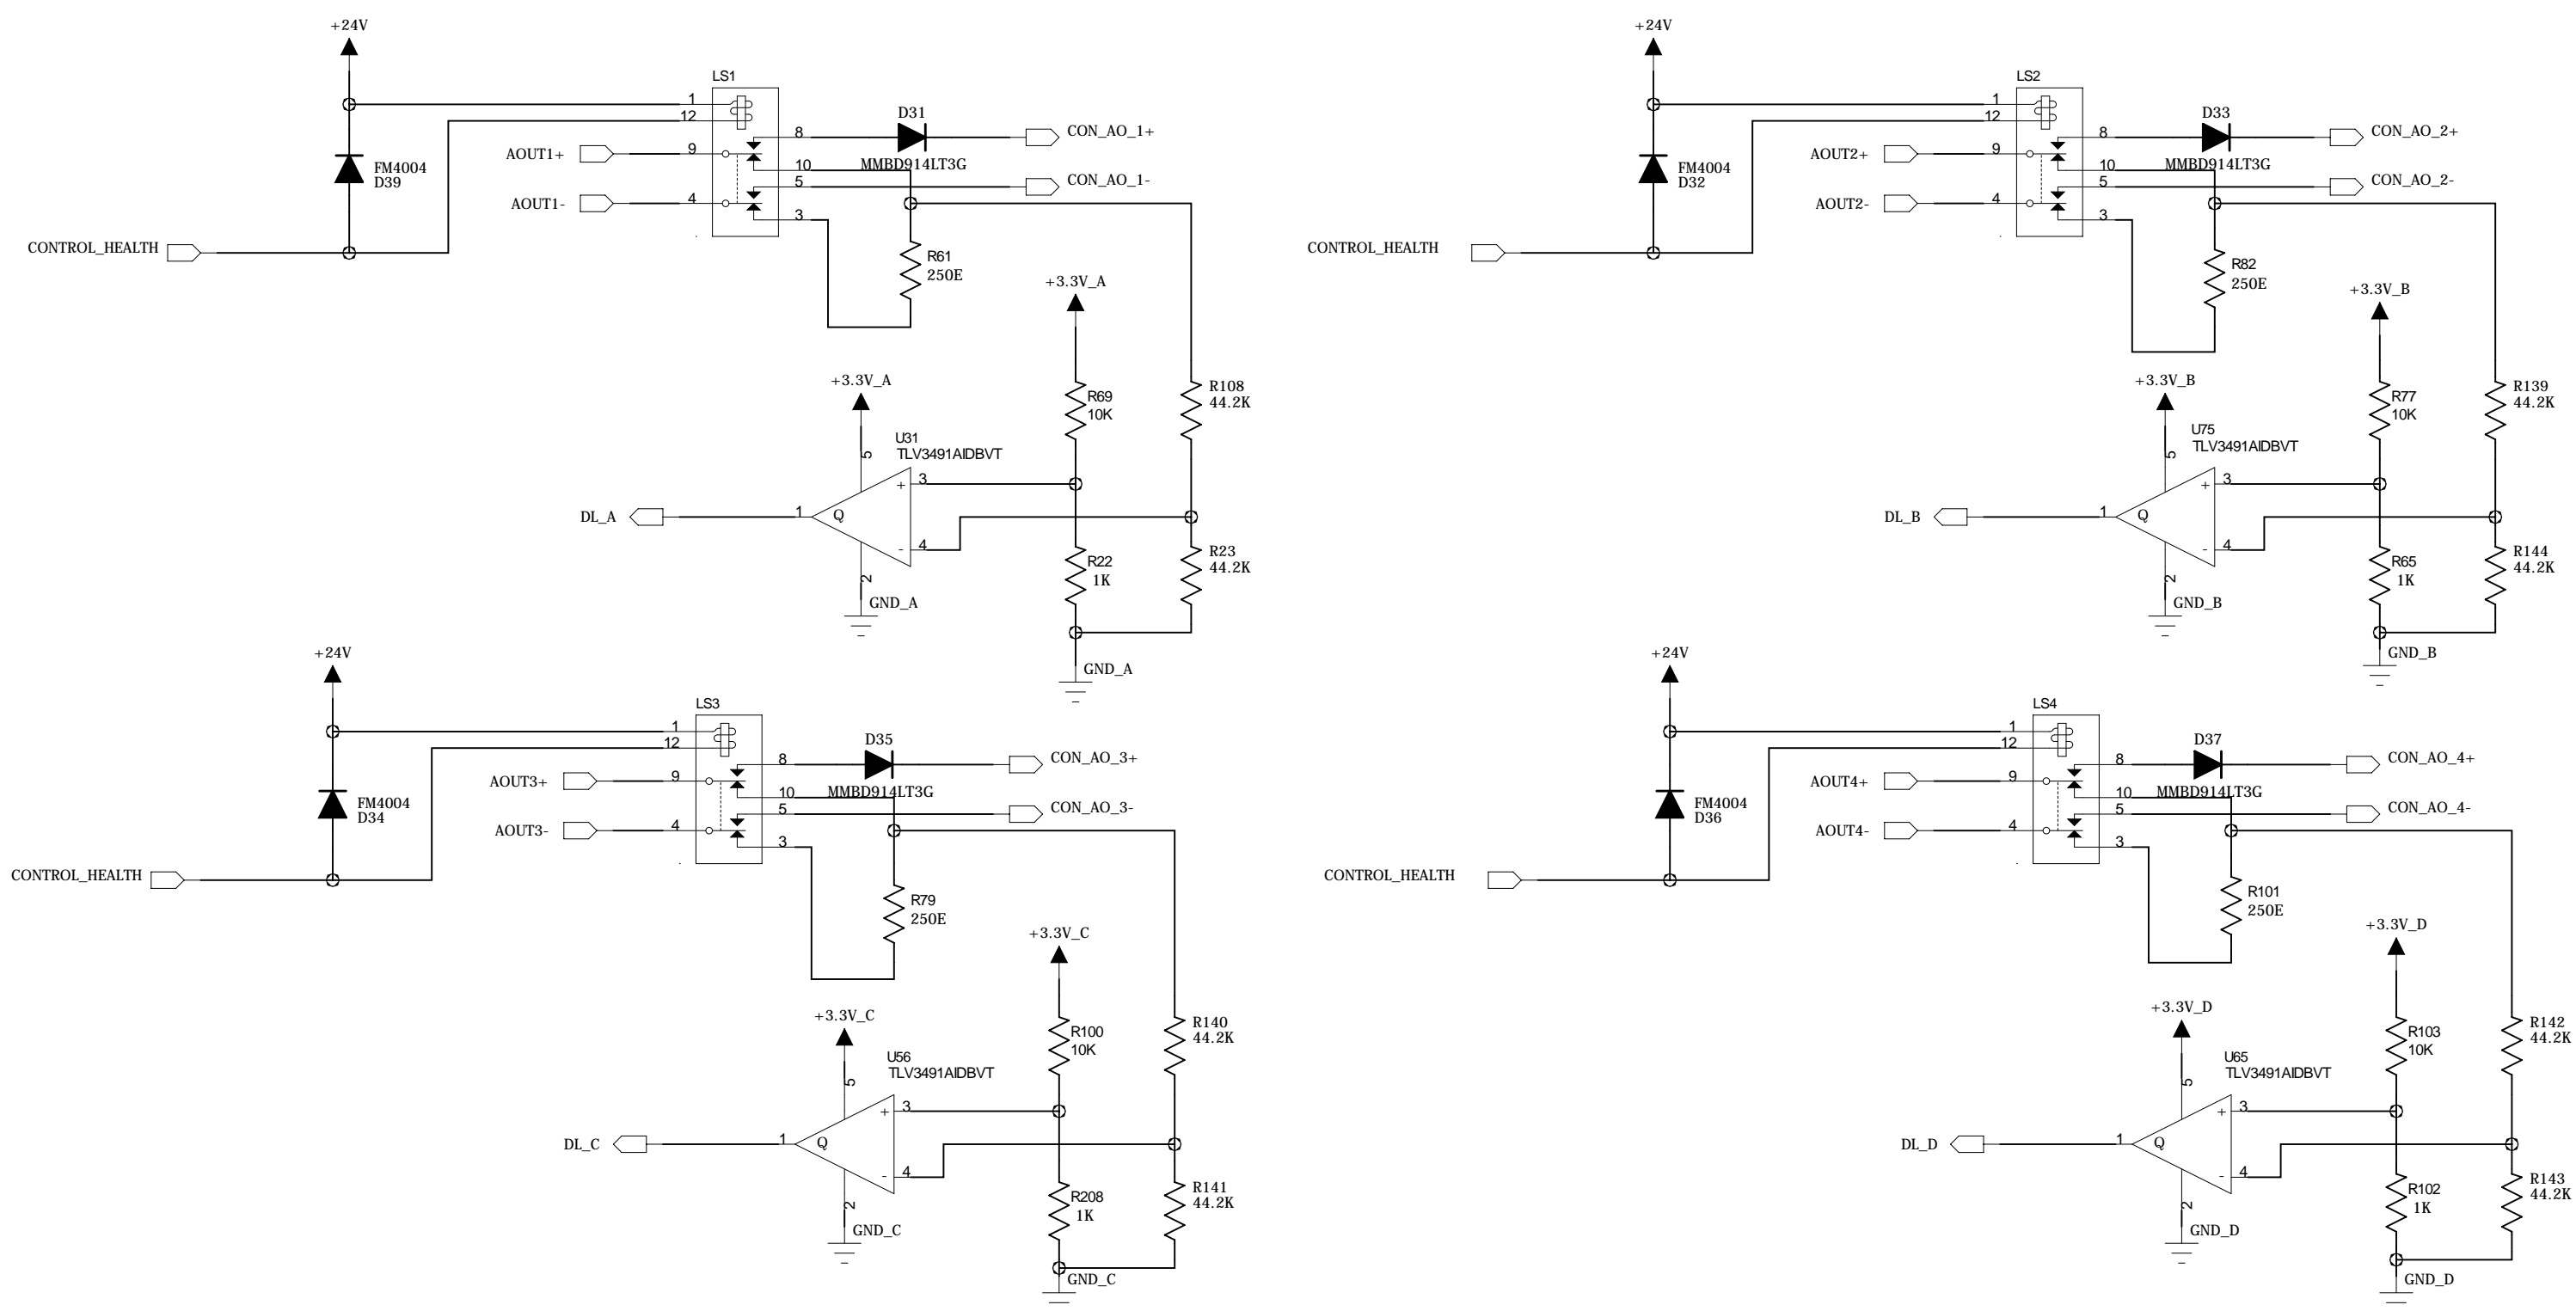 +24V
LS1
1
12
D31
8
CON_AO_1+
AOUT1+
9
FM4004
D39
10
MMBD914LT3G
5
CON_AO_1-
AOUT1-
4
3
CONTROL_HEALTH
R61
250E
+3.3V_A
+3.3V_A
R69
10K
R108
44.2K
U31
TLV3491AIDBVT
5
+
3
DL_A
1
Q
-
4
R22
1K
R23
44.2K
2
GND_A
GND_A
+24V
LS2
1
12
D33
8
CON_AO_2+
AOUT2+
9
FM4004
D32
10
MMBD914LT3G
5
CON_AO_2-
AOUT2-
4
3
CONTROL_HEALTH
R82
250E
+3.3V_B
+3.3V_B
R77
10K
R139
44.2K
U75
TLV3491AIDBVT
5
+
3
DL_B
1
Q
-
4
R65
1K
R144
44.2K
2
GND_B
GND_B
+24V
LS3
1
12
D35
8
CON_AO_3+
AOUT3+
9
FM4004
D34
10
MMBD914LT3G
5
CON_AO_3-
AOUT3-
4
3
CONTROL_HEALTH
R79
250E
+3.3V_C
+3.3V_C
R100
10K
R140
44.2K
U56
TLV3491AIDBVT
5
+
3
DL_C
1
Q
-
4
R208
1K
R141
44.2K
2
GND_C
GND_C
+24V
LS4
1
12
D37
8
CON_AO_4+
AOUT4+
9
FM4004
D36
10
MMBD914LT3G
5
CON_AO_4-
AOUT4-
4
3
CONTROL_HEALTH
R101
250E
+3.3V_D
+3.3V_D
R103
10K
R142
44.2K
U65
TLV3491AIDBVT
5
+
3
DL_D
1
Q
-
4
R102
1K
R143
44.2K
2
GND_D
GND_D